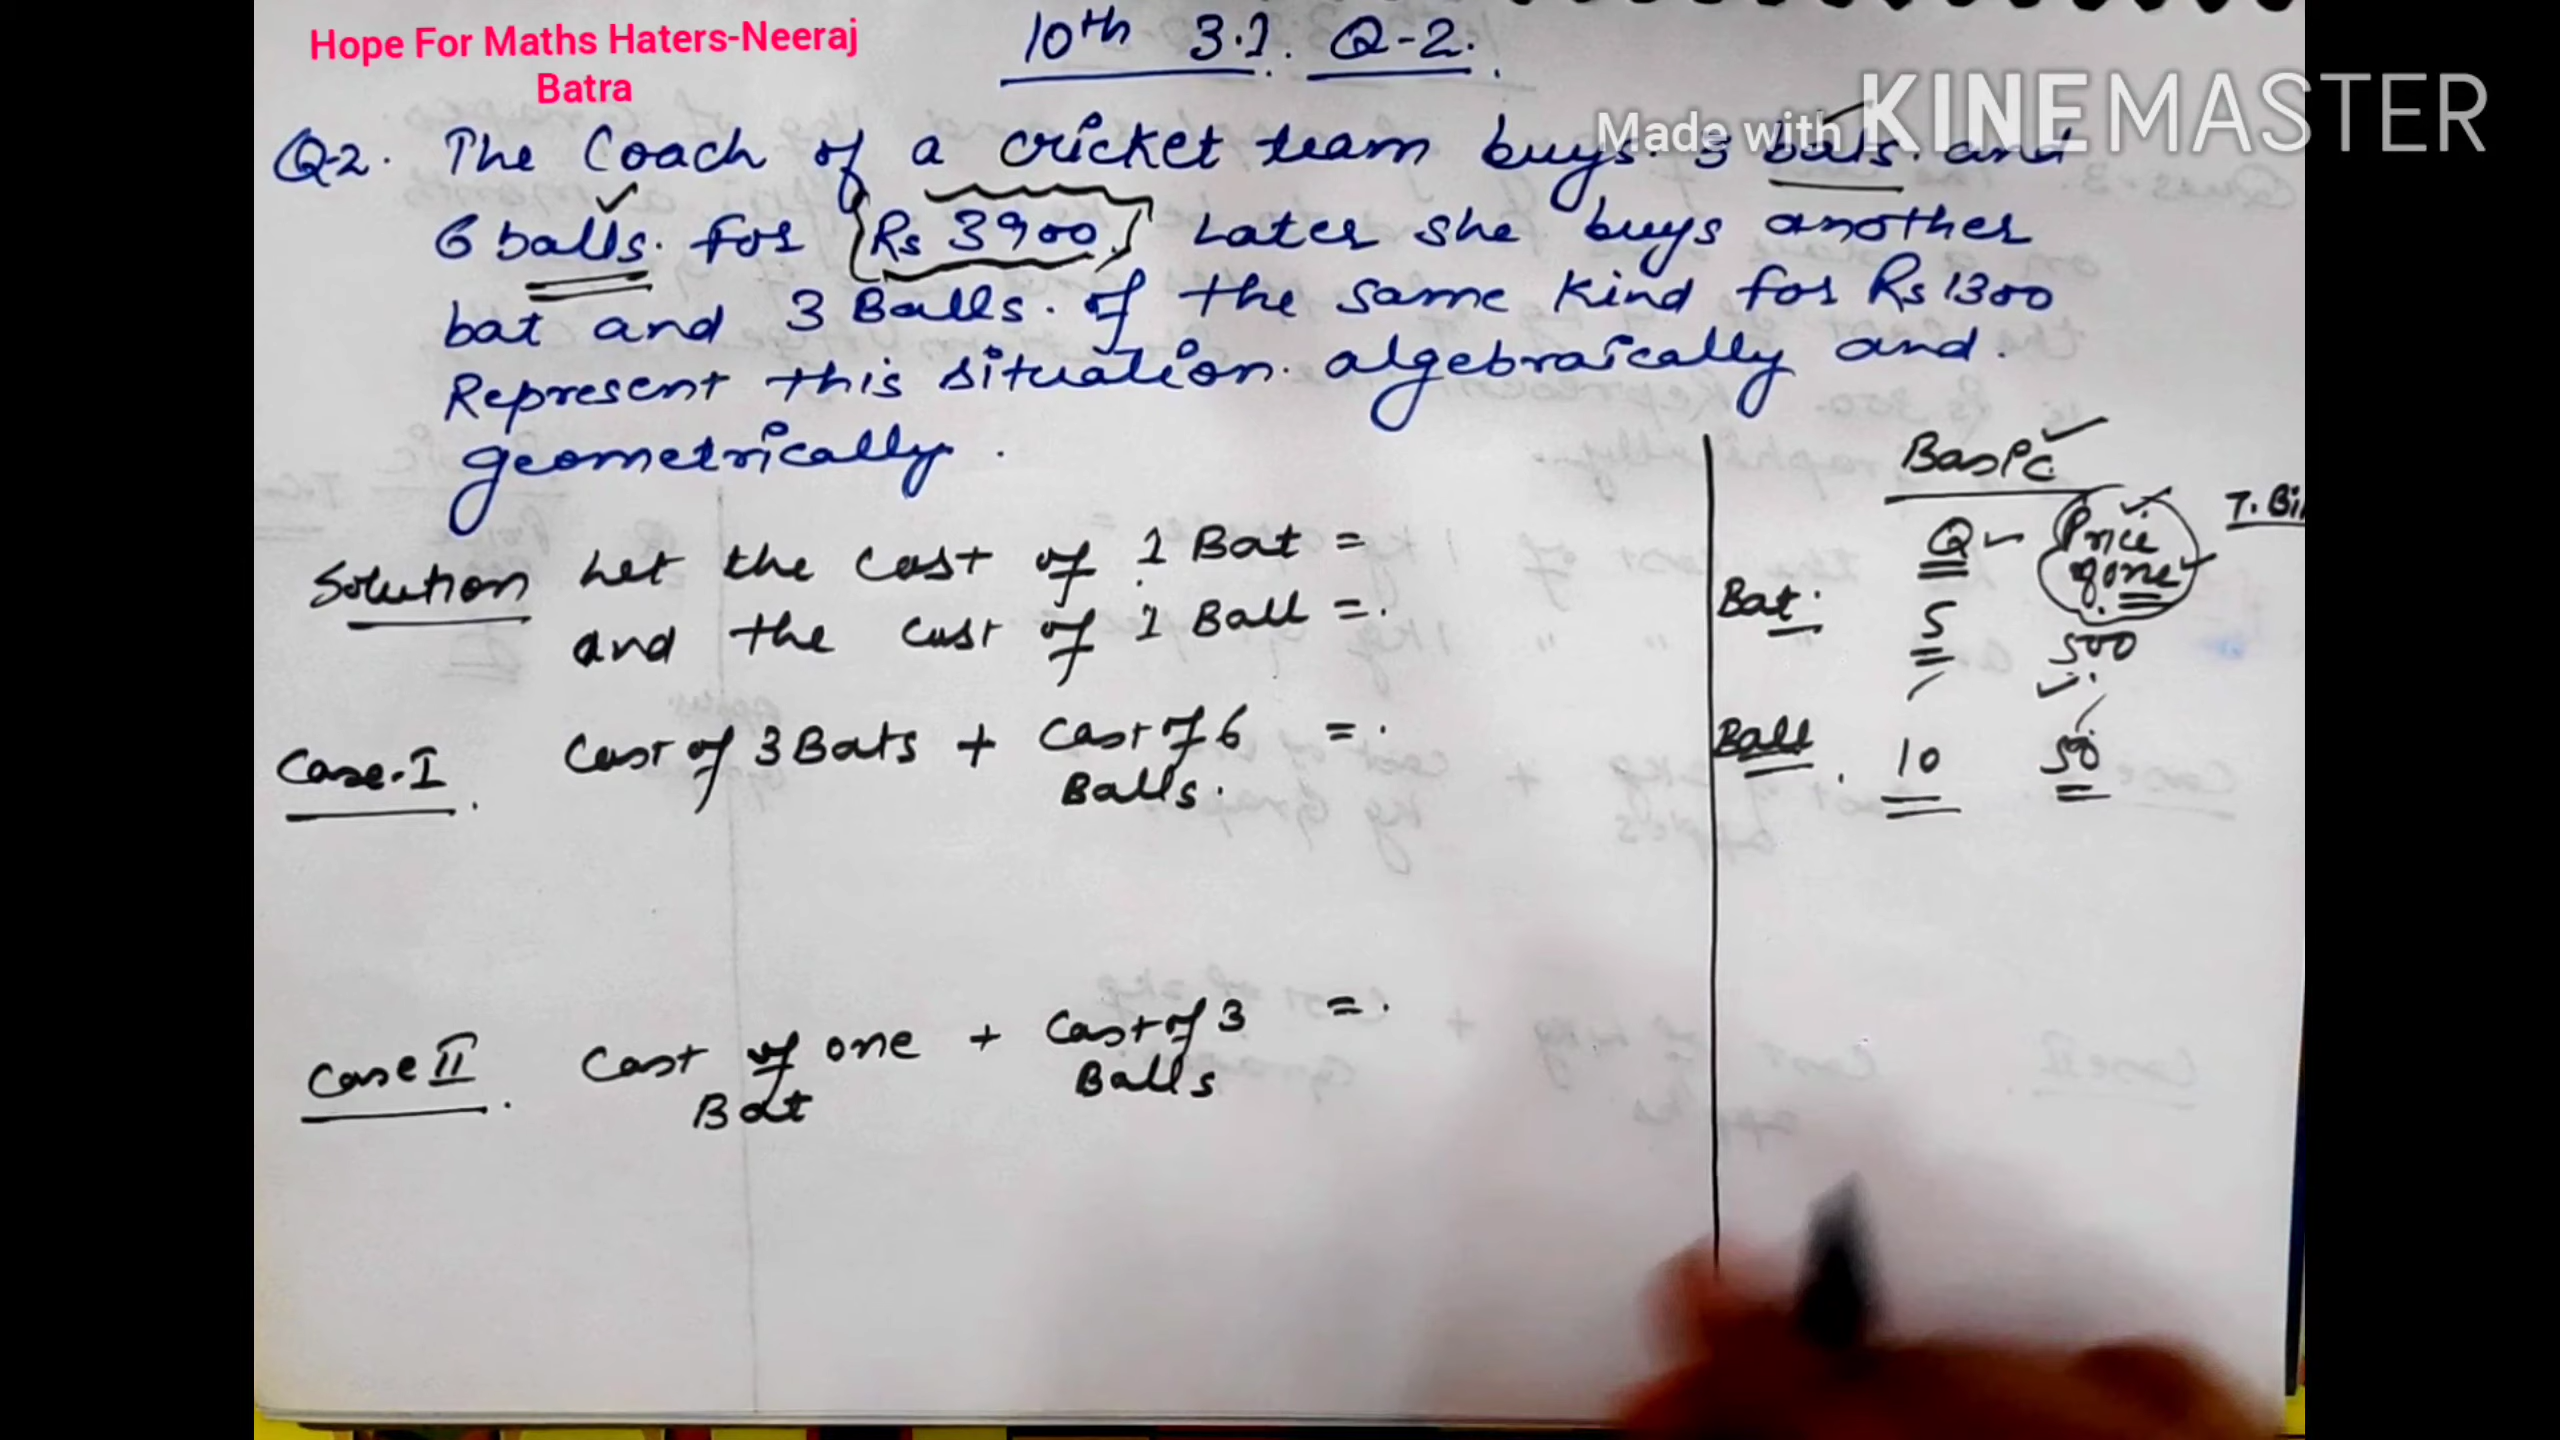 Hope For Maths Haters-Neeraj
Batra
10th 3.1. Q-2.
Made with KINEMASTER
Q-2. The Coach of a cricket team buys 3 bats. and
6 balls. for Rs 3900. Later she buys another
bat and 3 Balls. of the same kind for Rs 1300
Represent this situation. algebraically and.
geometrically.
Basic
Q Price of one T. Bi
Solution Let the Cost of 1 Bat =
and the cost of 1 Ball =.
Bat. 5 500
Case-I Cost of 3 Bats + Cost of 6 =.
Balls.
Ball. 10 50
Case II. Cost of one + Cost of 3 =.
Bat Balls